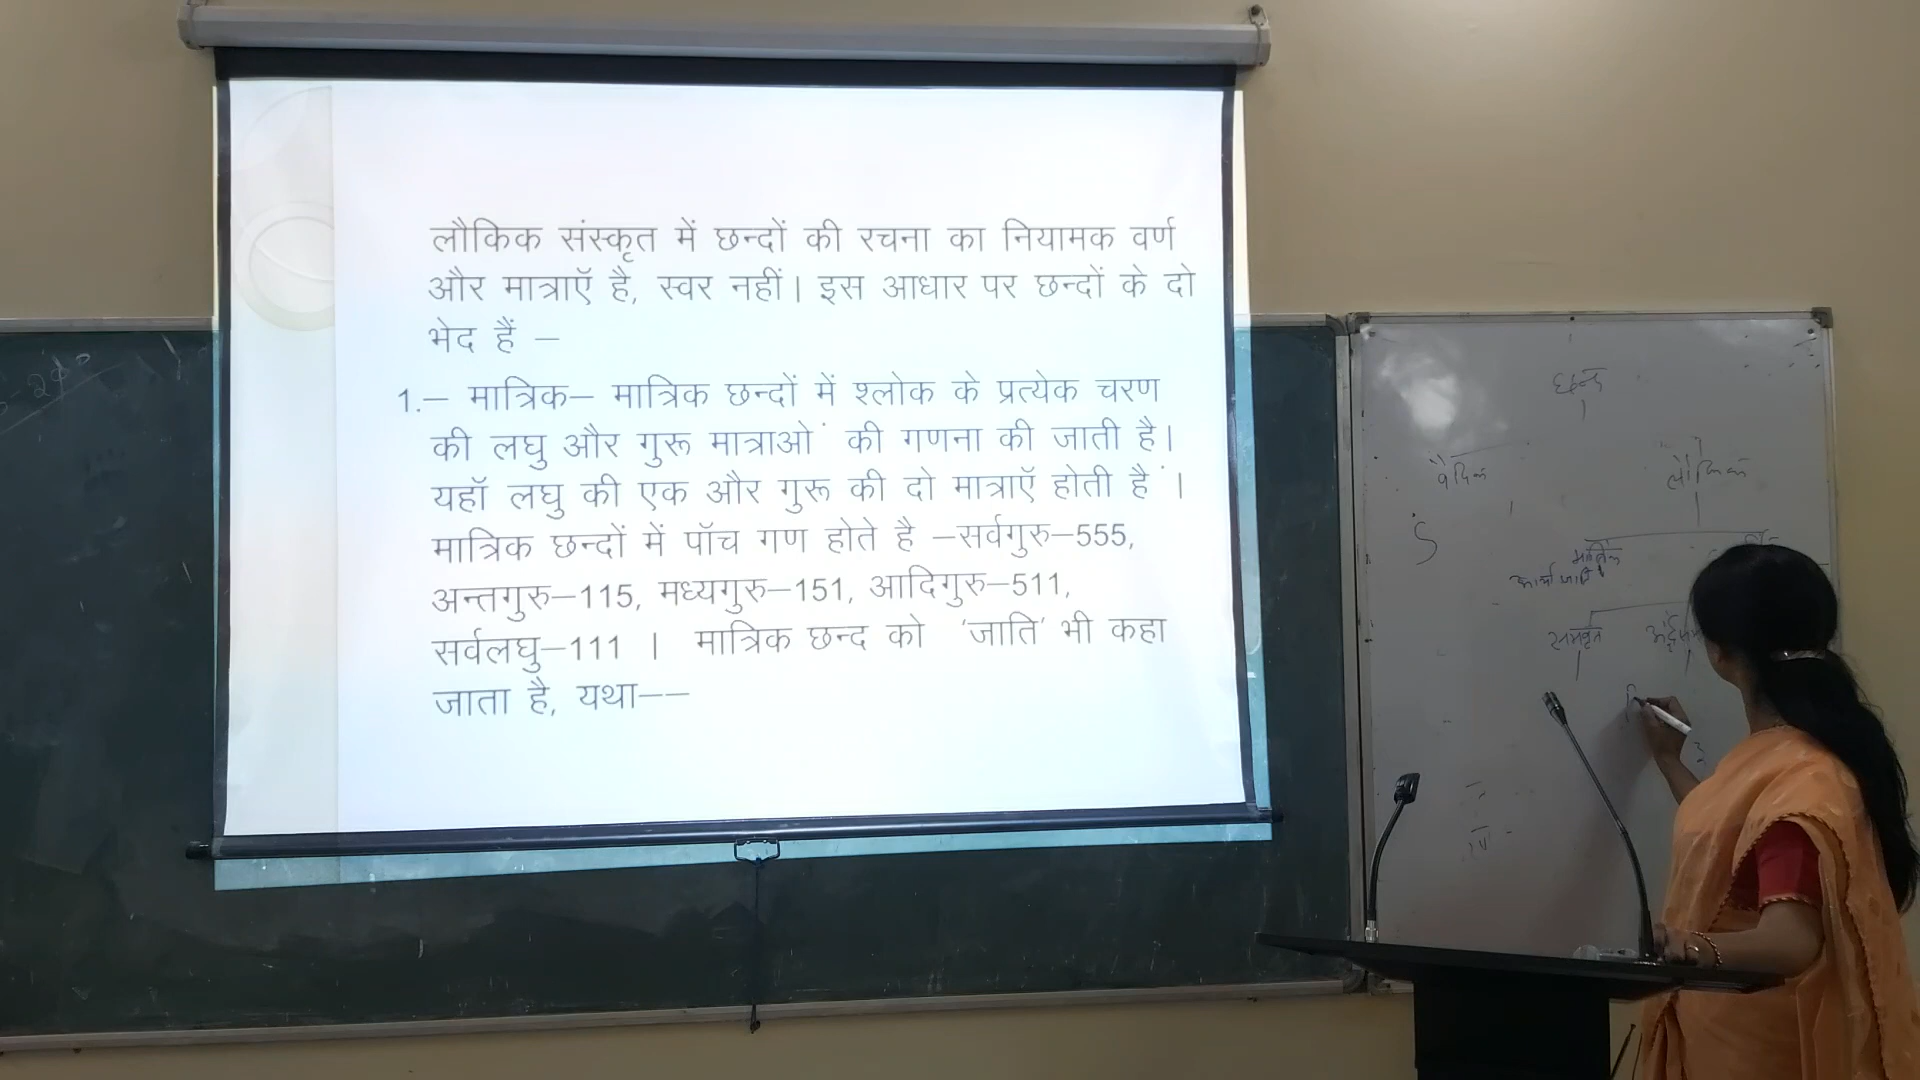 लौकिक संस्कृत में छन्दों की रचना का नियामक वर्ण
और मात्राएॅ है, स्वर नहीं। इस आधार पर छन्दों के दो
भेद हैं –
1.– मात्रिक– मात्रिक छन्दों में श्लोक के प्रत्येक चरण
की लघु और गुरू मात्राओं की गणना की जाती है।
यहॉ लघु की एक और गुरू की दो मात्राएॅ होती हैं ।
मात्रिक छन्दों में पॉच गण होते है –सर्वगुरु–555,
अन्तगुरु–115, मध्यगुरु–151, आदिगुरु–511,
सर्वलघु–111 । मात्रिक छन्द को 'जाति' भी कहा
जाता है, यथा––
छन्द
वैदिक
लौकिक
S
मात्रिक
समवृत